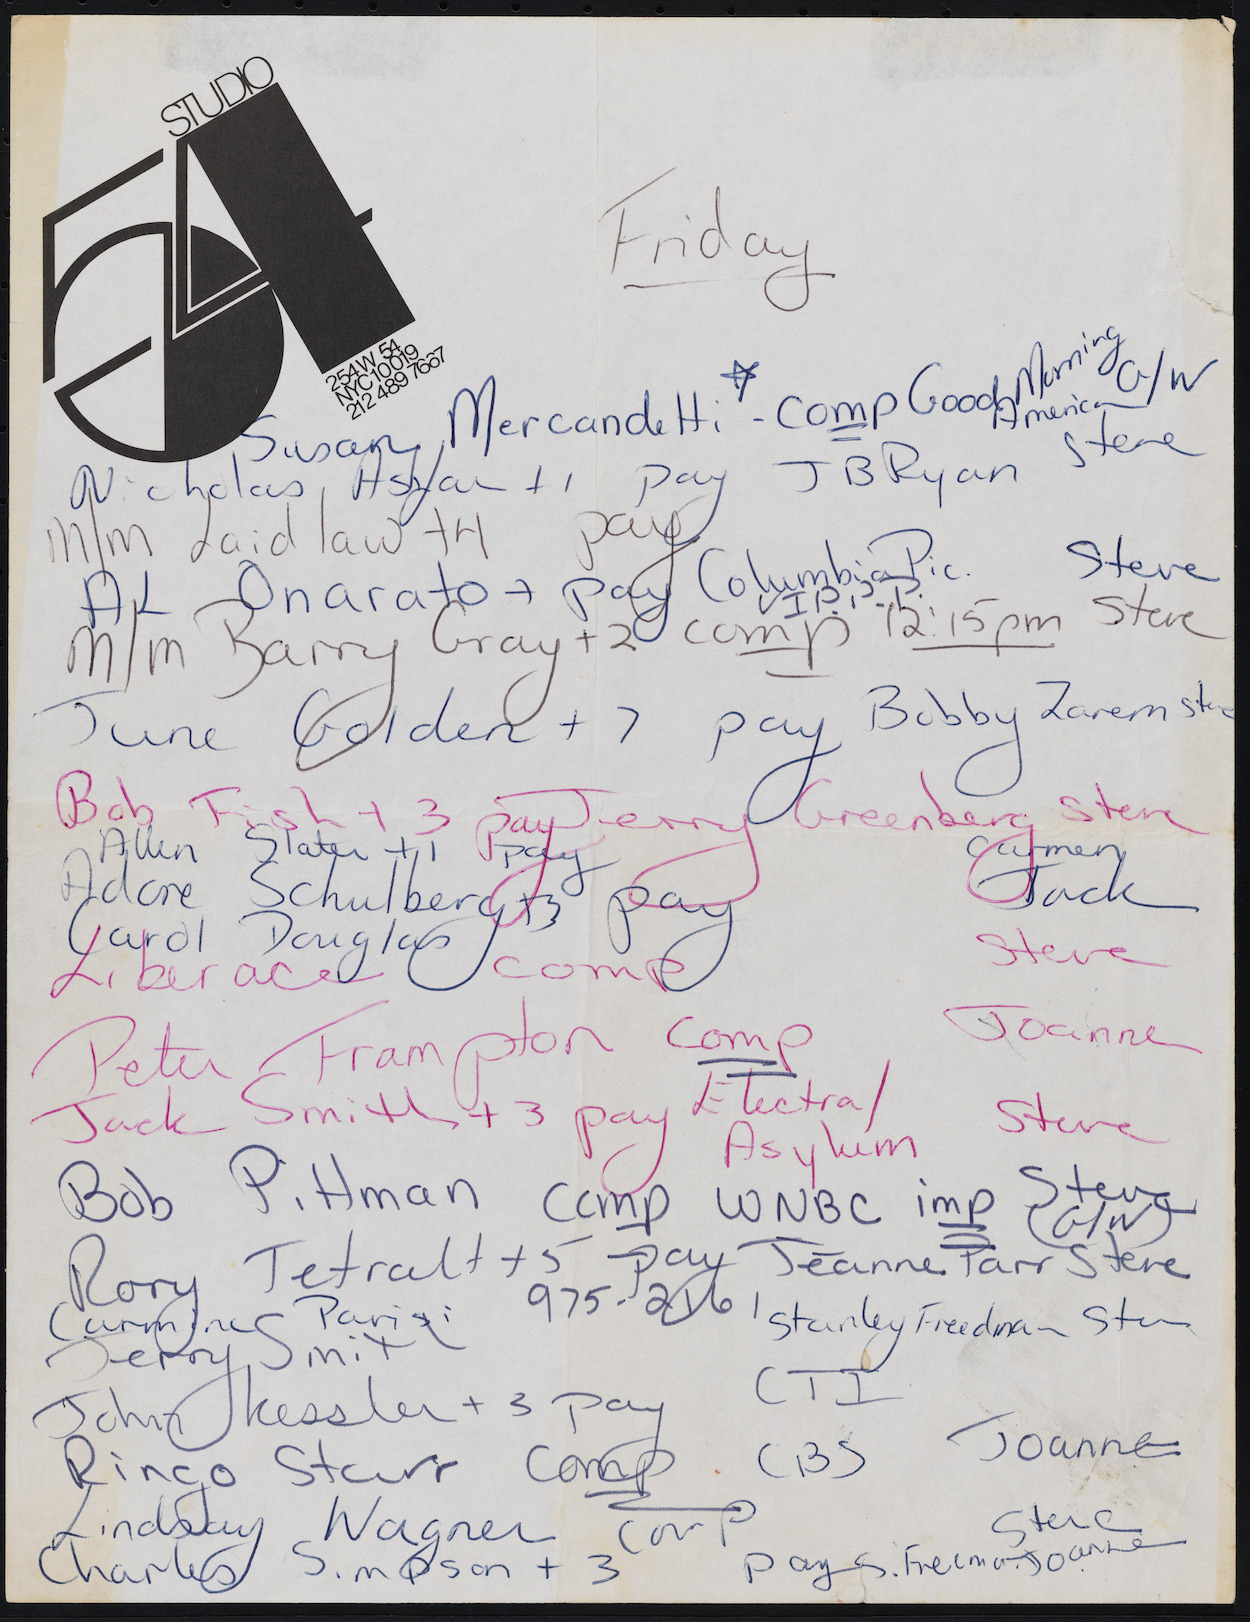 STUDIO
54
254 W 54
NYC 10019
212 489 7667
Friday
Susan Mercandetti * - comp Good Morning America G/W
Nicholas +1 pay JB Ryan Steve
m/m Laidlaw +4 pay
AL Onarato + pay Columbia Pic. Steve
V.I.P.
m/m Barry Gray +2 comp 12:15pm Steve
June Golden +7 pay Bobby Zarem Steve
Bob Fish +3 pay Jerry Greenberg Steve
Allen Slater +1 pay Carmen
Adore Schulberg +3 pay Jack
Carol Douglas
Liberace comp Steve
Peter Frampton comp Joanne
Jack Smith +3 pay Electra/Asylum Steve
Bob Pittman comp WNBC imp Steve (G/W)
Rory Tetrault +5 pay Jeanne Parr Steve
Carmine Parisi 975-2161 Stanley Freedman Steve
Jerry Smith
John Kessler +3 pay CTI
Ringo Starr comp CBS Joanne
Lindsay Wagner comp Steve
Charles Simpson +3 pay S. Freeman Joanne